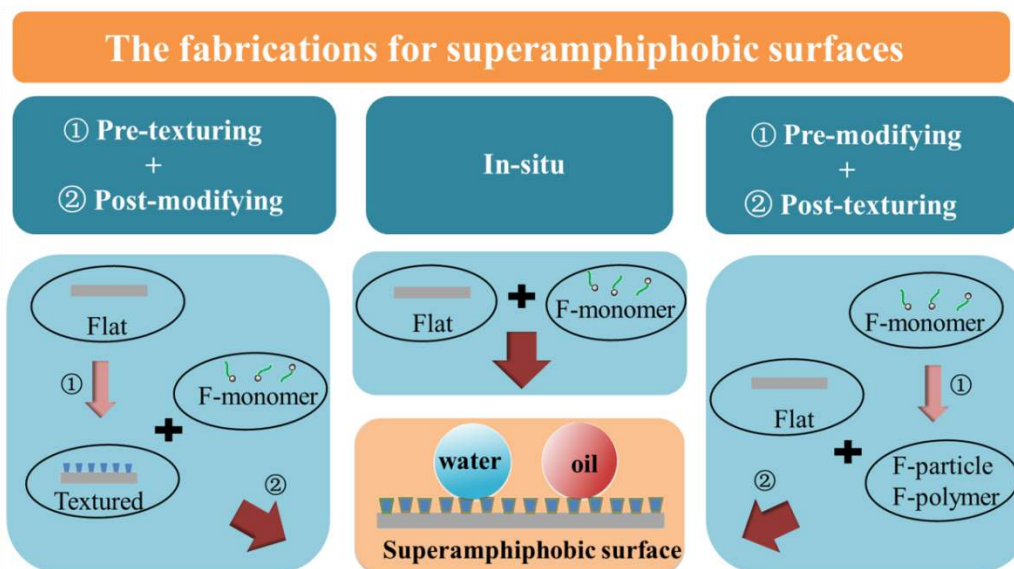 The fabrications for superamphiphobic surfaces
① Pre-texturing
+
② Post-modifying
In-situ
① Pre-modifying
+
② Post-texturing
Flat
①
F-monomer
Textured
②
Flat
F-monomer
water
oil
Superamphiphobic surface
F-monomer
①
Flat
F-particle
F-polymer
②